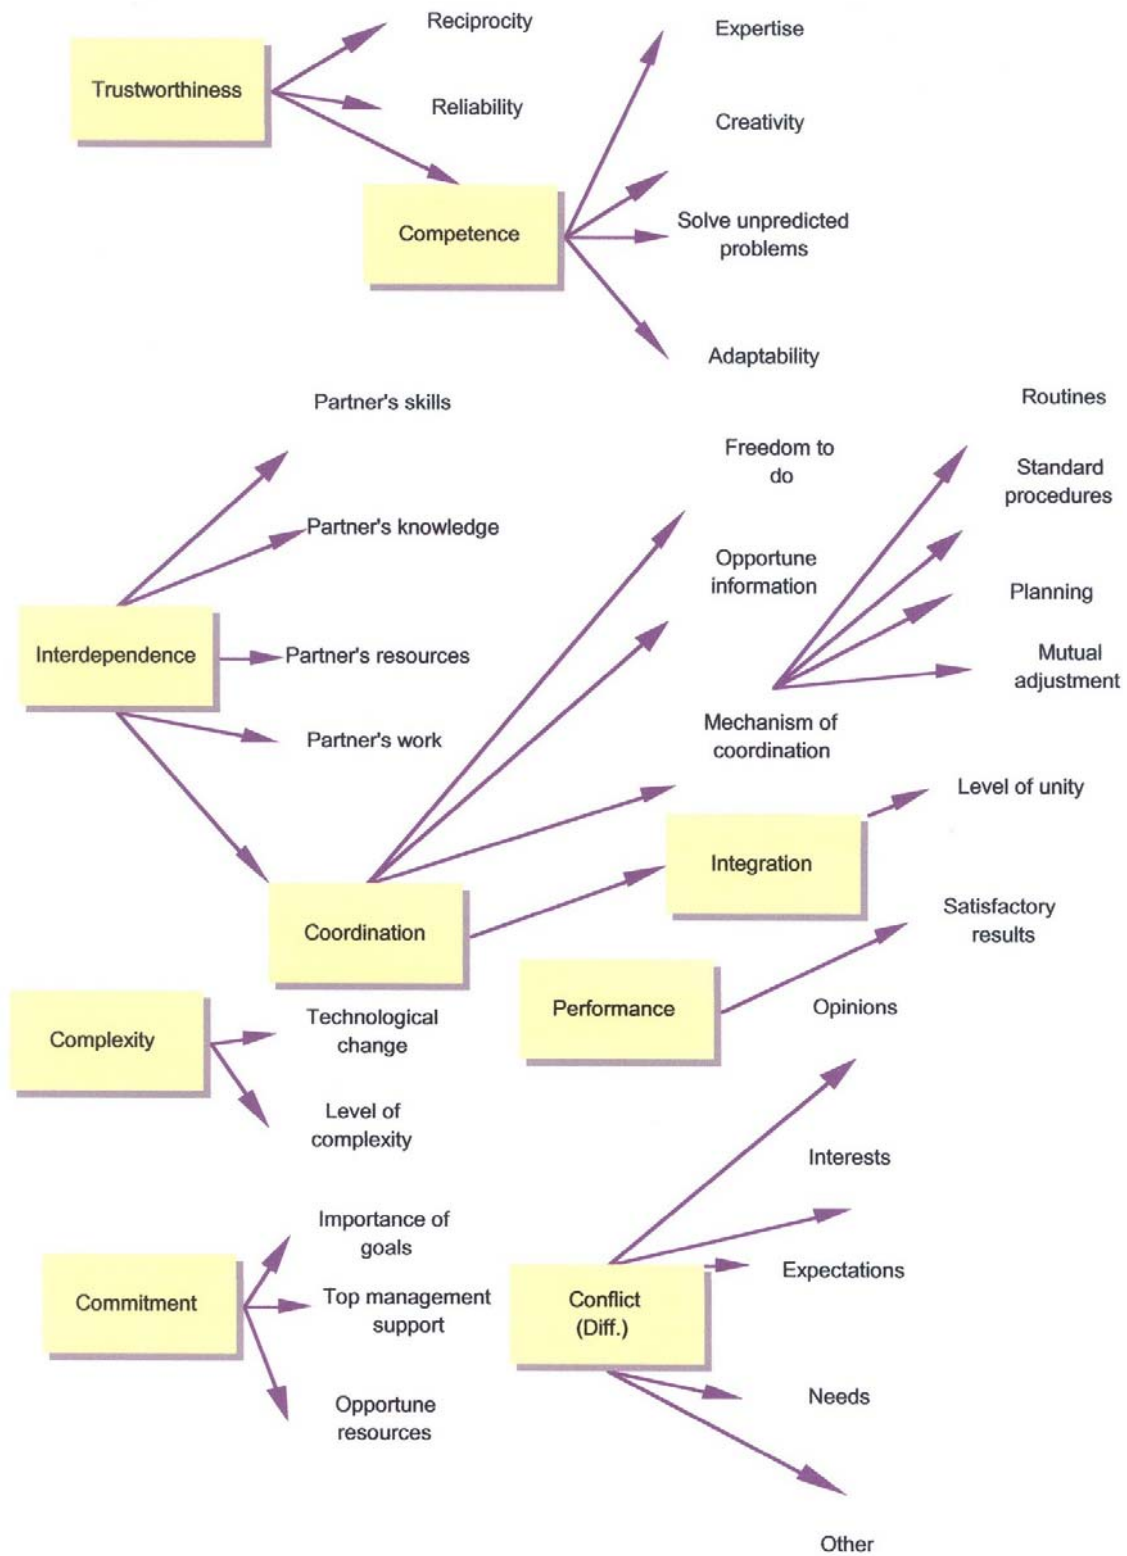 Reciprocity
Expertise
Trustworthiness
Reliability
Creativity
Competence
Solve unpredicted
problems
Adaptability
Partner's skills
Routines
Freedom to
do
Standard
procedures
Partner's knowledge
Opportune
information
Planning
Interdependence
Partner's resources
Mutual
adjustment
Partner's work
Mechanism of
coordination
Level of unity
Integration
Coordination
Satisfactory
results
Performance
Opinions
Complexity
Technological
change
Level of
complexity
Interests
Importance of
goals
Expectations
Commitment
Top management
support
Conflict
(Diff.)
Needs
Opportune
resources
Other